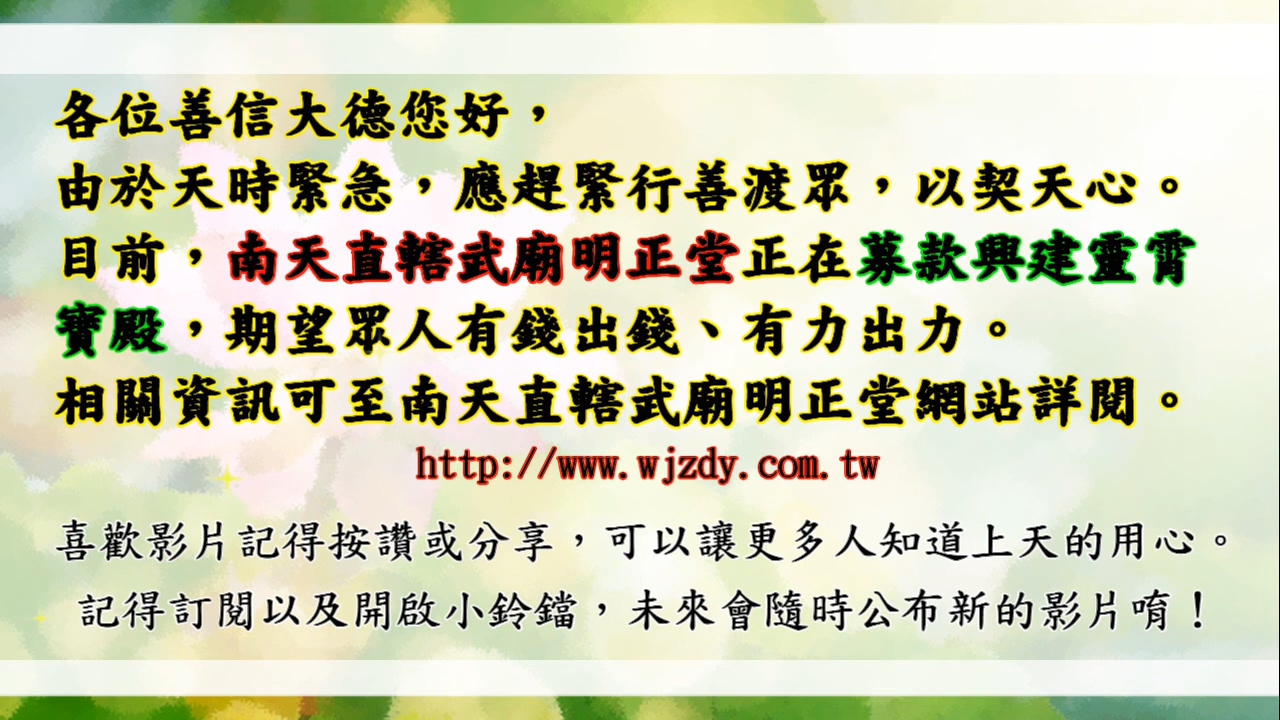 各位善信大德您好，
由於天時緊急，應趕緊行善渡眾，以契天心。
目前，南天直轄武廟明正堂正在募款興建靈霄
寶殿，期望眾人有錢出錢、有力出力。
相關資訊可至南天直轄武廟明正堂網站詳閱。
http://www.wjzdy.com.tw
喜歡影片記得按讚或分享，可以讓更多人知道上天的用心。
記得訂閱以及開啟小鈴鐺，未來會隨時公布新的影片唷！